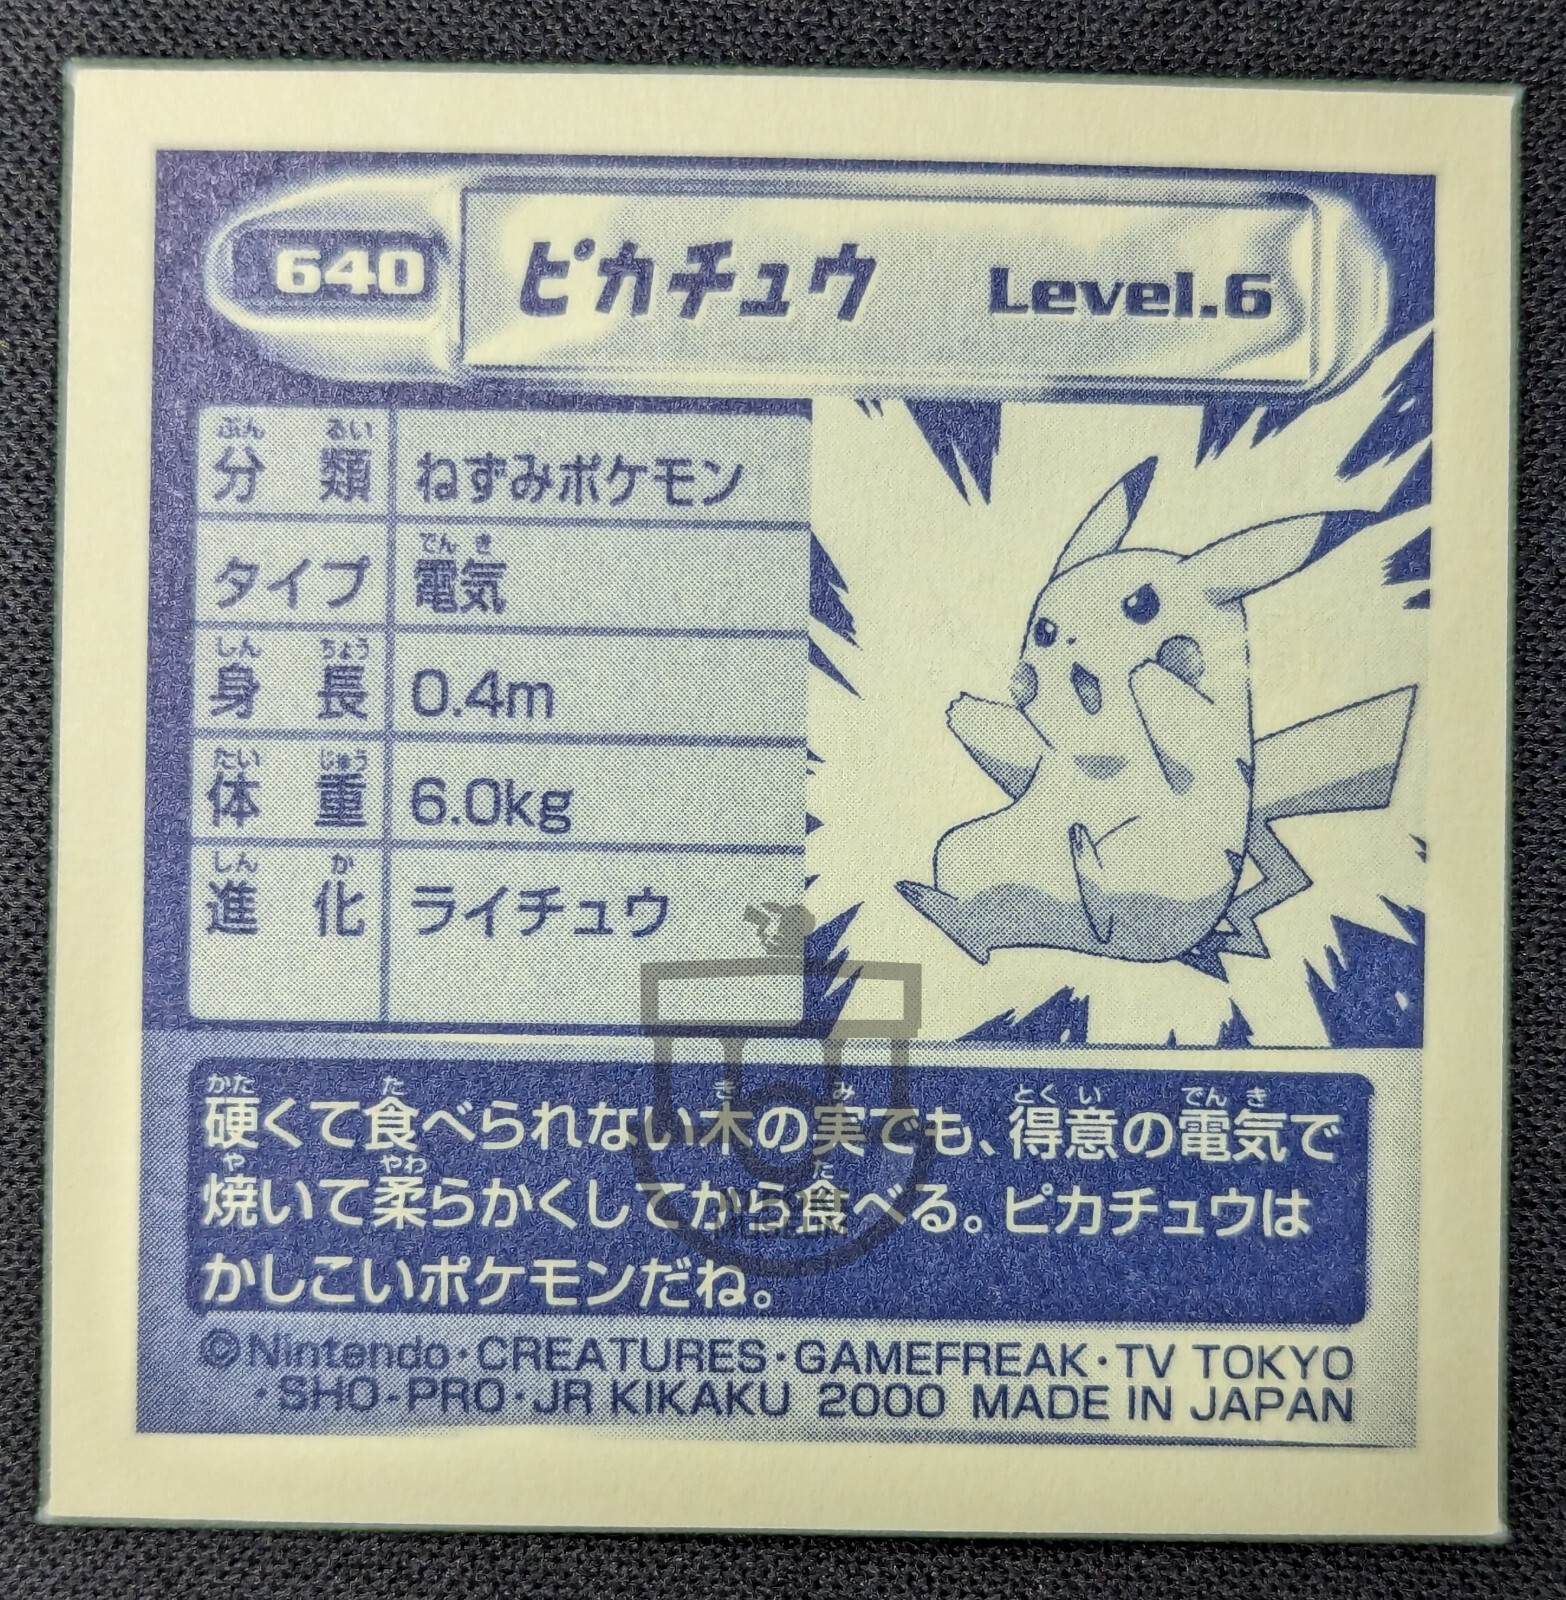 640 ピカチュウ Level.6
ぶん るい
分類 ねずみポケモン
でん き
タイプ 電気
しん ちょう
身長 0.4m
たい じゅう
体重 6.0kg
しん か
進化 ライチュウ
かた た き み とく い でん き
硬くて食べられない木の実でも、得意の電気で
や やわ た
焼いて柔らかくしてから食べる。ピカチュウは
かしこいポケモンだね。
©Nintendo・CREATURES・GAMEFREAK・TV TOKYO
・SHO-PRO・JR KIKAKU 2000 MADE IN JAPAN
MUSEUM